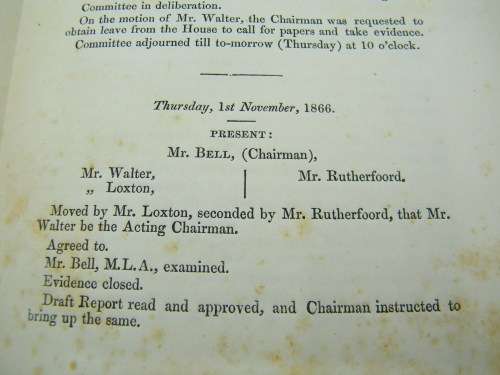 Committee in deliberation.
On the motion of Mr. Walter, the Chairman was requested to
obtain leave from the House to call for papers and take evidence.
Committee adjourned till to-morrow (Thursday) at 10 o'clock.
Thursday, 1st November, 1866.
PRESENT:
Mr. BELL, (Chairman),
Mr. Walter,
„ Loxton,
Mr. Rutherfoord.
Moved by Mr. Loxton, seconded by Mr. Rutherfoord, that Mr.
Walter be the Acting Chairman.
Agreed to.
Mr. Bell, M.L.A., examined.
Evidence closed.
Draft Report read and approved, and Chairman instructed to
bring up the same.